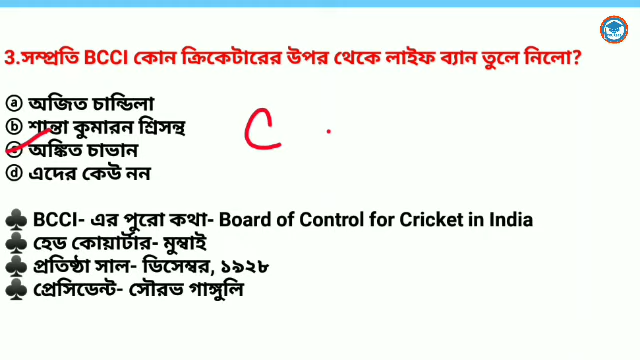 3.সম্প্রতি BCCI কোন ক্রিকেটারের উপর থেকে লাইফ ব্যান তুলে নিলো?
ⓐ অজিত চান্ডিলা
ⓑ শান্তা কুমারন শ্রিসন্থ
ⓒ অঙ্কিত চাভান
ⓓ এদের কেউ নন
C
♣ BCCI- এর পুরো কথা- Board of Control for Cricket in India
♣ হেড কোয়ার্টার- মুম্বাই
♣ প্রতিষ্ঠা সাল- ডিসেম্বর, ১৯২৮
♣ প্রেসিডেন্ট- সৌরভ গাঙ্গুলি